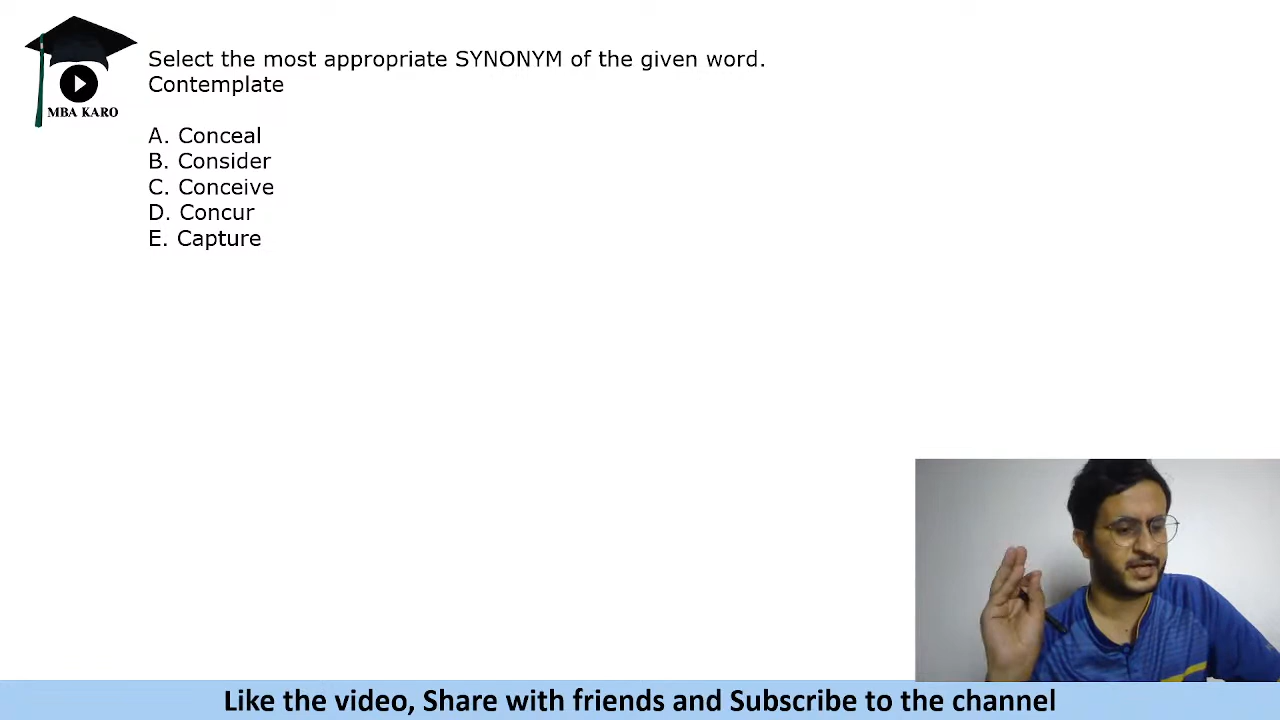 MBA KARO
Select the most appropriate SYNONYM of the given word.
Contemplate
A. Conceal
B. Consider
C. Conceive
D. Concur
E. Capture
Like the video, Share with friends and Subscribe to the channel